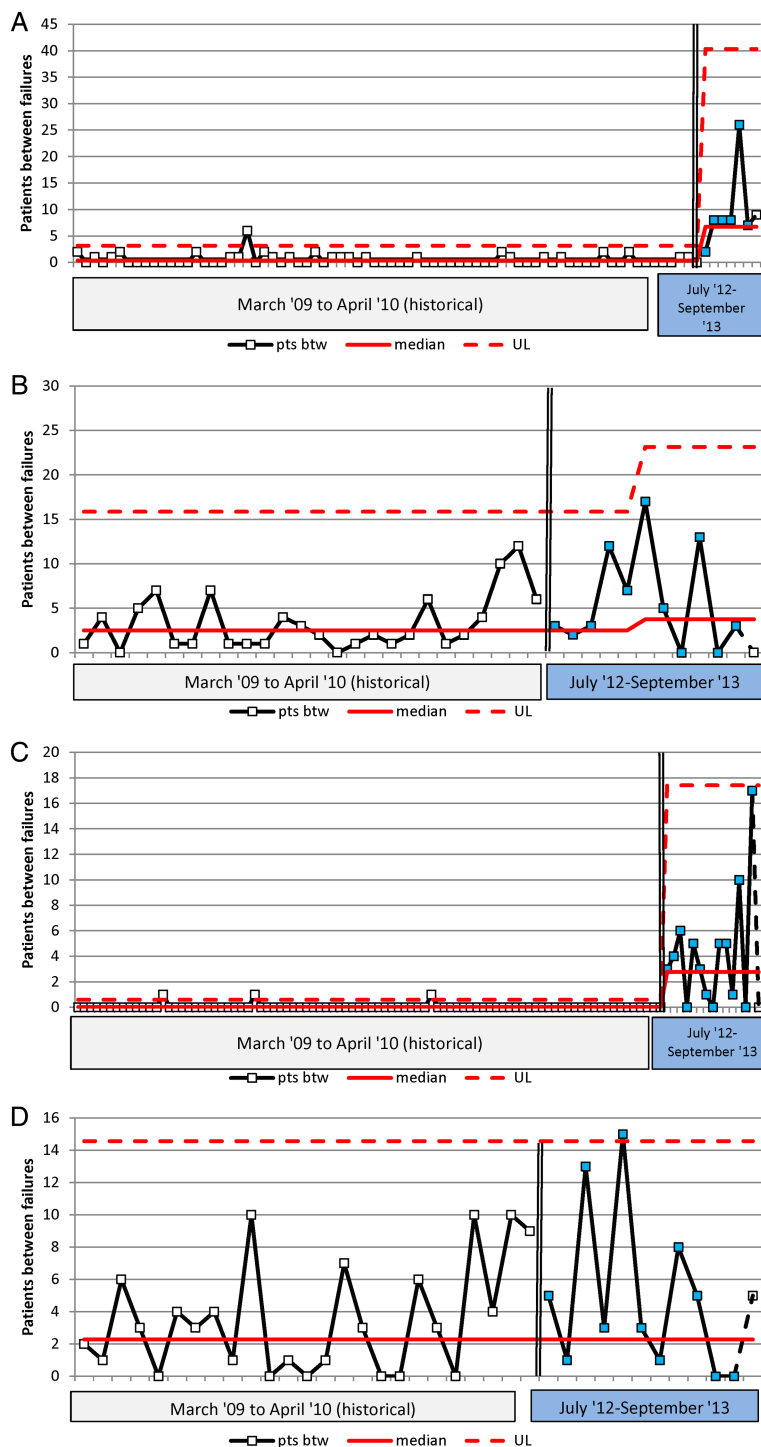 A
Patients between failures
45
40
35
30
25
20
15
10
5
0
March '09 to April '10 (historical)
July '12-
September
'13
pts btw
median
UL
B
Patients between failures
30
25
20
15
10
5
0
March '09 to April '10 (historical)
July '12-September '13
pts btw
median
UL
C
Patients between failures
20
18
16
14
12
10
8
6
4
2
0
March '09 to April '10 (historical)
July '12-
September '13
pts btw
median
UL
D
Patients between failures
16
14
12
10
8
6
4
2
0
March '09 to April '10 (historical)
July '12-September '13
pts btw
median
UL